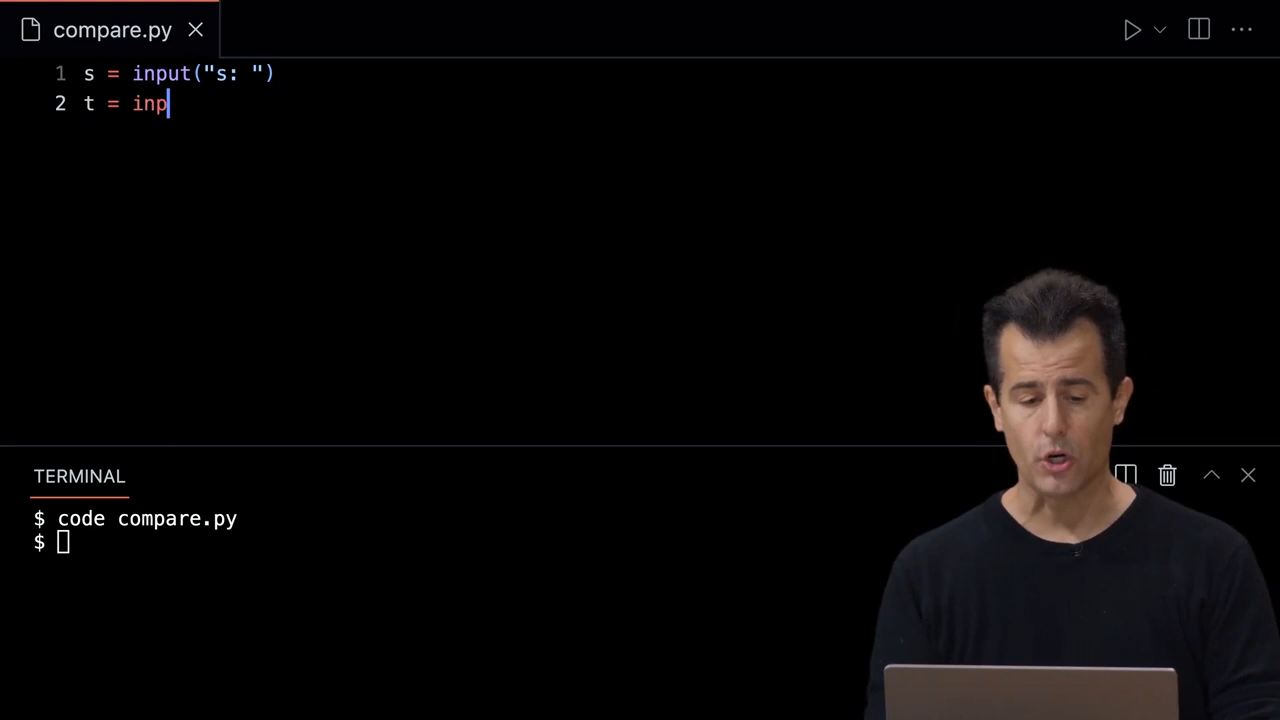 compare.py
1 s = input("s: ")
2 t = inp
TERMINAL
$ code compare.py
$